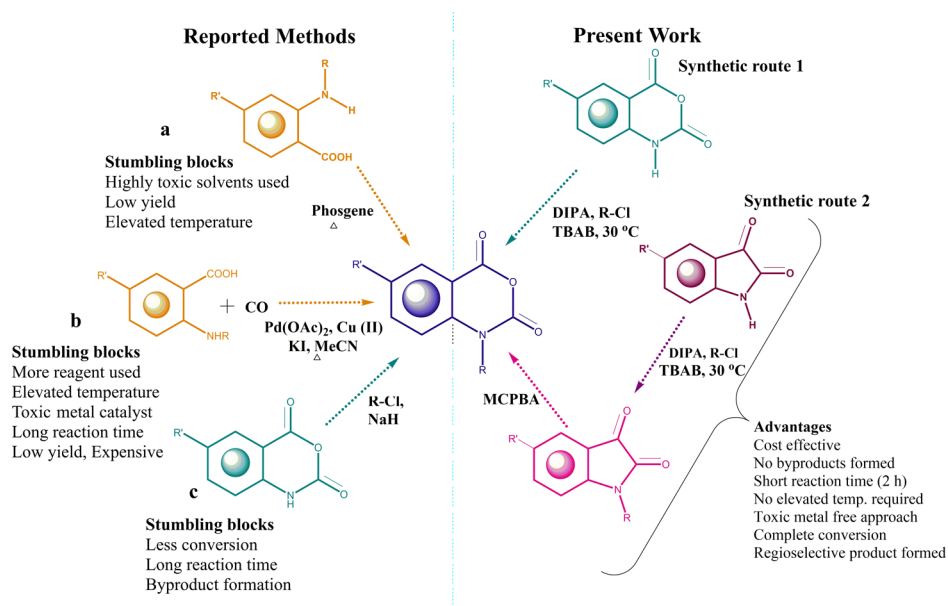 Reported Methods
R
R'
N
H
COOH
a
Stumbling blocks
Highly toxic solvents used
Low yield
Elevated temperature
Phosgene
△
R'
COOH
NHR
+ CO
b
Pd(OAc)₂, Cu (II)
KI, MeCN
△
Stumbling blocks
More reagent used
Elevated temperature
Toxic metal catalyst
Long reaction time
Low yield, Expensive
R-Cl,
NaH
O
R'
O
N
H
O
c
Stumbling blocks
Less conversion
Long reaction time
Byproduct formation
O
R'
O
N
O
R
Present Work
Synthetic route 1
O
R'
O
N
O
H
DIPA, R-Cl
TBAB, 30 ⁰C
Synthetic route 2
O
R'
O
N
H
DIPA, R-Cl
TBAB, 30 ⁰C
MCPBA
O
R'
O
N
R
Advantages
Cost effective
No byproducts formed
Short reaction time (2 h)
No elevated temp. required
Toxic metal free approach
Complete conversion
Regioselective product formed